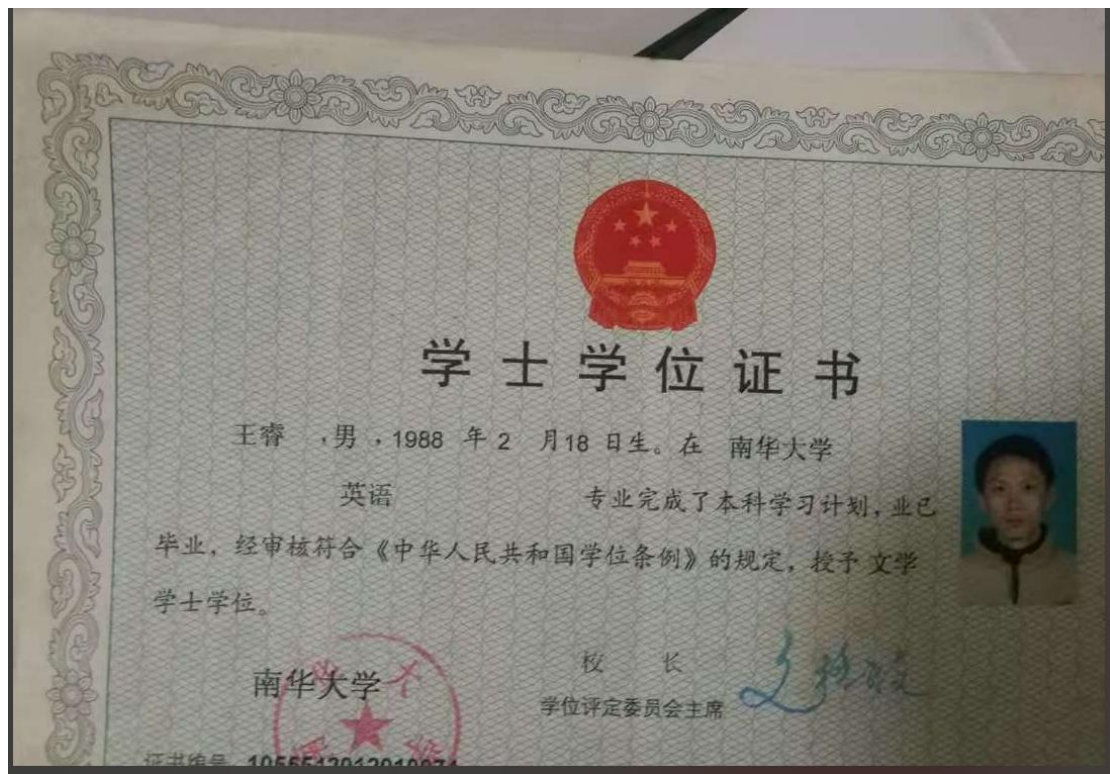 学士学位证书
王睿 ,男 ,1988 年 2 月18 日生。在 南华大学
英语 专业完成了本科学习计划,业已
毕业,经审核符合《中华人民共和国学位条例》的规定,授予 文学
学士学位。
南华大学
校 长
学位评定委员会主席
证书编号